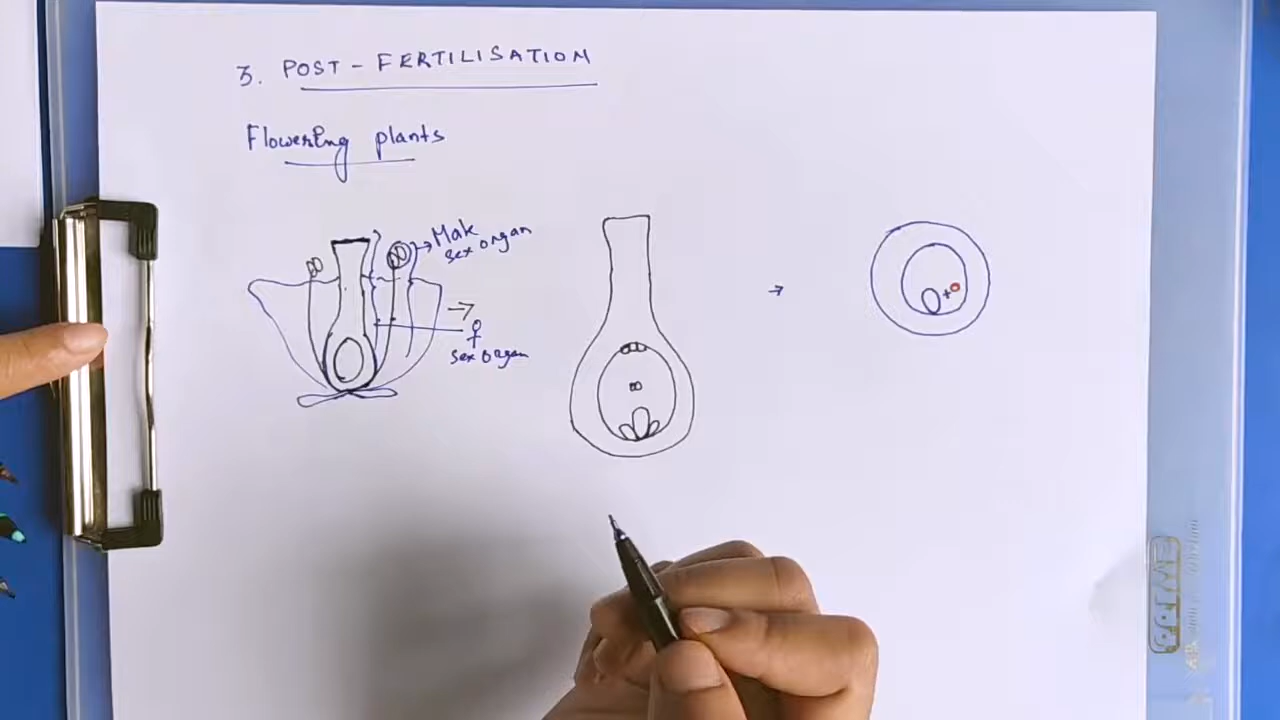 3. POST - FERTILISATION
Flowering plants
→ Male
sex organ
→
♀
sex organ
→
+